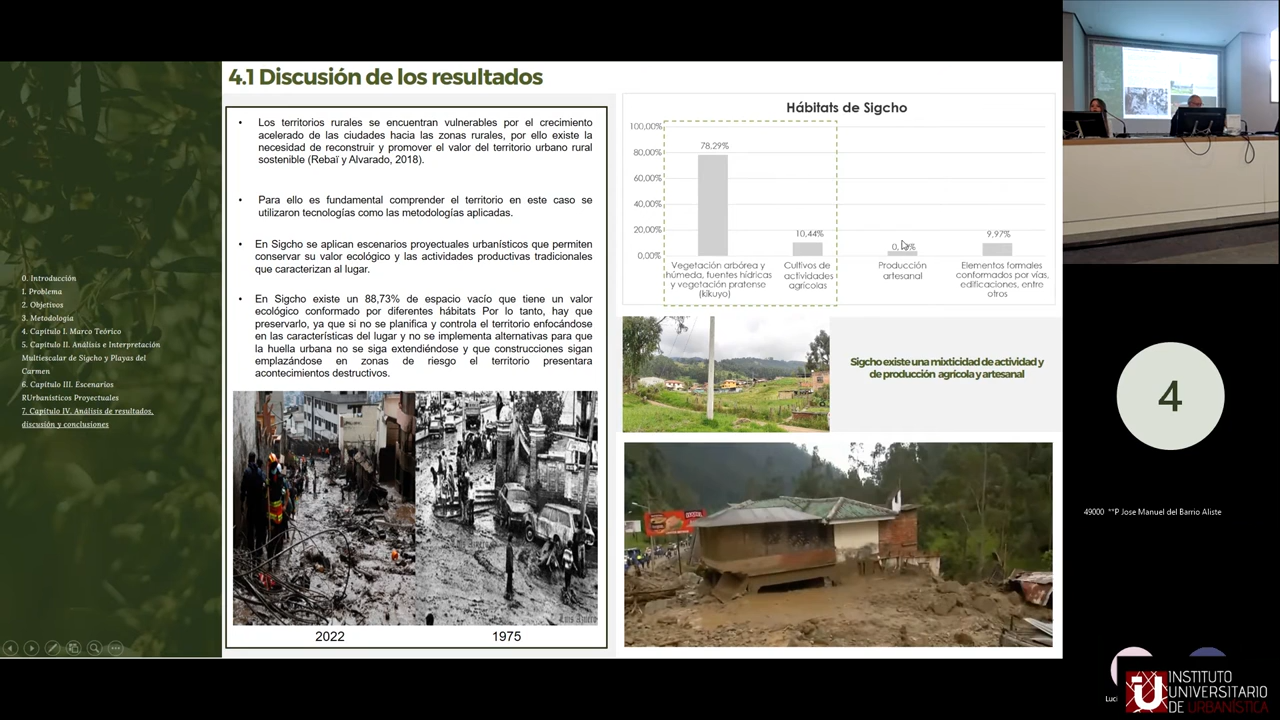 4.1 Discusión de los resultados
0. Introducción
1. Problema
2. Objetivos
3. Metodología
4. Capítulo I. Marco Teórico
5. Capítulo II. Análisis e Interpretación
Multiescalar de Sigcho y Playas del
Carmen
6. Capítulo III. Escenarios
RUrbanísticos Proyectuales
7. Capítulo IV. Análisis de resultados,
discusión y conclusiones
• Los territorios rurales se encuentran vulnerables por el crecimiento
acelerado de las ciudades hacia las zonas rurales, por ello existe la
necesidad de reconstruir y promover el valor del territorio urbano rural
sostenible (Rebaï y Alvarado, 2018).
• Para ello es fundamental comprender el territorio en este caso se
utilizaron tecnologías como las metodologías aplicadas.
• En Sigcho se aplican escenarios proyectuales urbanísticos que permiten
conservar su valor ecológico y las actividades productivas tradicionales
que caracterizan al lugar.
• En Sigcho existe un 88,73% de espacio vacío que tiene un valor
ecológico conformado por diferentes hábitats Por lo tanto, hay que
preservarlo, ya que si no se planifica y controla el territorio enfocándose
en las características del lugar y no se implementa alternativas para que
la huella urbana no se siga extendiéndose y que construcciones sigan
emplazándose en zonas de riesgo el territorio presentara
acontecimientos destructivos.
Luis Ajuero
2022 1975
Hábitats de Sigcho
100,00%
80,00%
60,00%
40,00%
20,00%
0,00%
78.29%
10,44%
9,97%
Vegetación arbórea y
húmeda, fuentes hídricas
y vegetación pratense
(kikuyo)
Cultivos de
actividades
agrícolas
Producción
artesanal
Elementos formales
conformados por vías,
edificaciones, entre
otros
Sigcho existe una mixticidad de actividad y
de producción agrícola y artesanal
4
49000 **P Jose Manuel del Barrio Aliste
Luci
INSTITUTO
UNIVERSITARIO
DE URBANÍSTICA